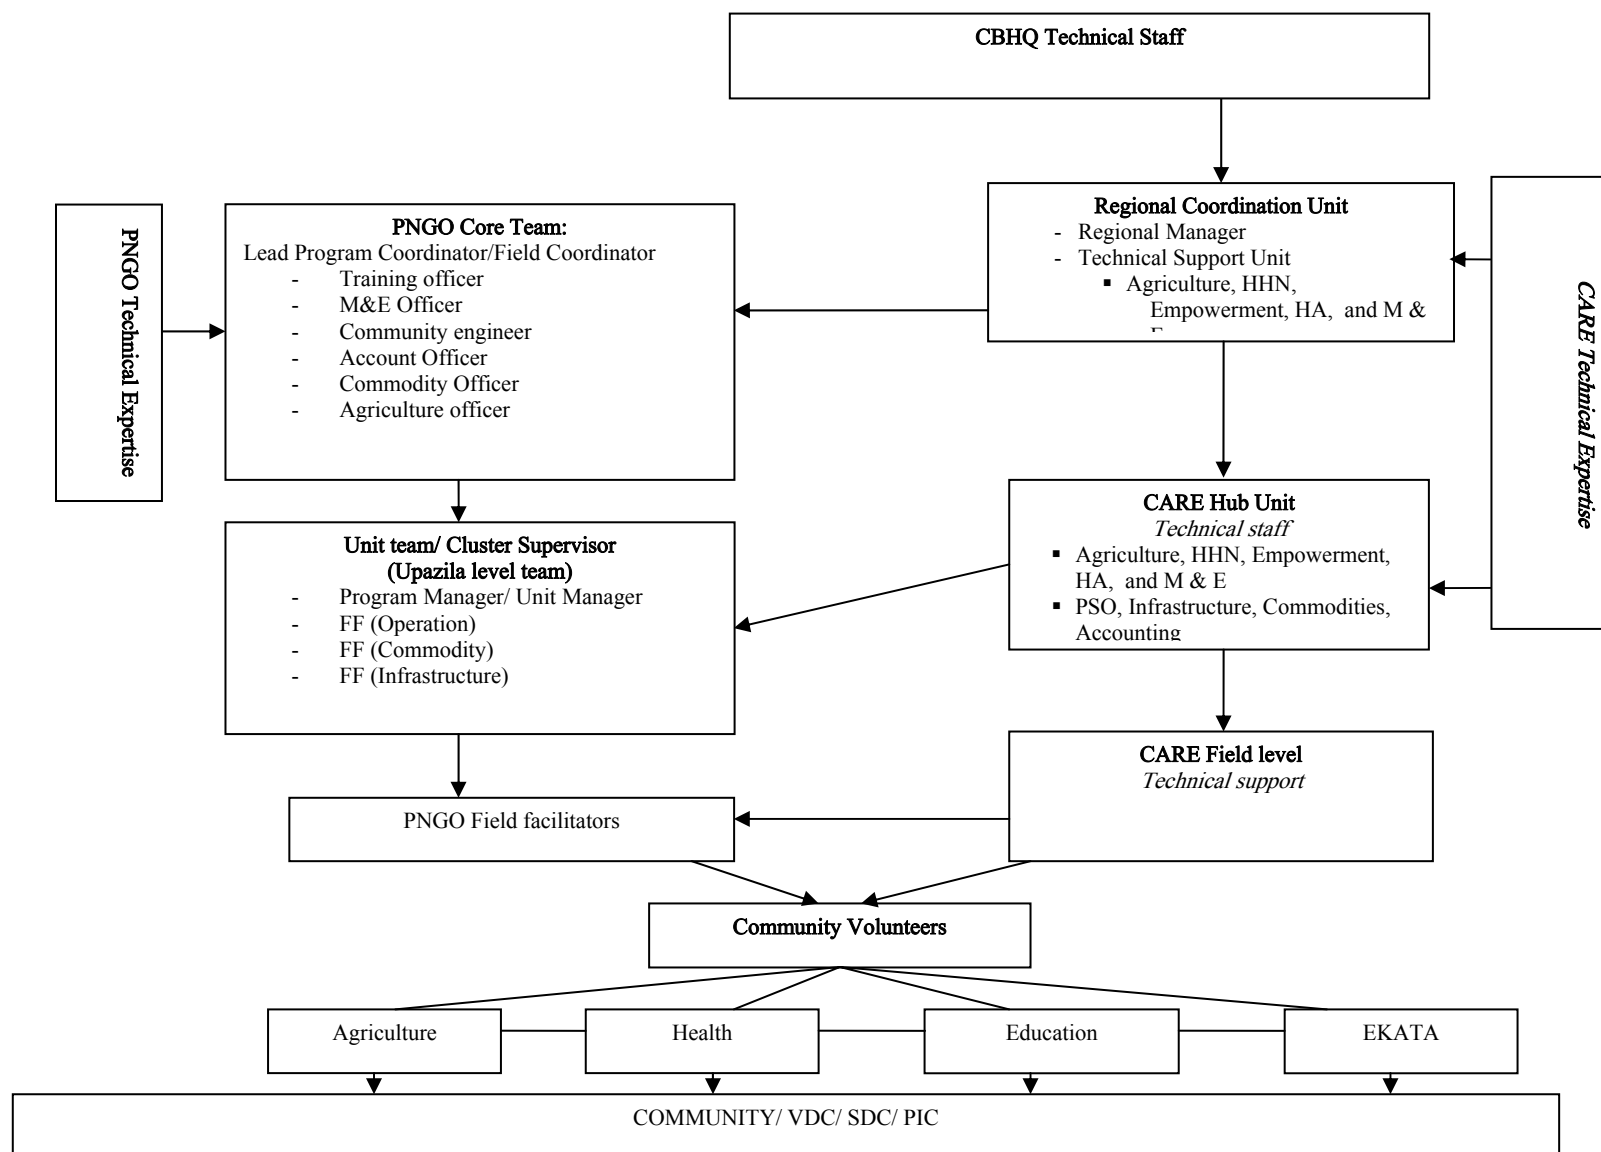 CBHQ Technical Staff
PNGO Technical Expertise
PNGO Core Team:
Lead Program Coordinator/Field Coordinator
- Training officer
- M&E Officer
- Community engineer
- Account Officer
- Commodity Officer
- Agriculture officer
Regional Coordination Unit
- Regional Manager
- Technical Support Unit
▪ Agriculture, HHN,
Empowerment, HA, and M &
CARE Technical Expertise
Unit team/ Cluster Supervisor
(Upazila level team)
- Program Manager/ Unit Manager
- FF (Operation)
- FF (Commodity)
- FF (Infrastructure)
CARE Hub Unit
Technical staff
▪ Agriculture, HHN, Empowerment,
HA, and M & E
▪ PSO, Infrastructure, Commodities,
Accounting
PNGO Field facilitators
CARE Field level
Technical support
Community Volunteers
Agriculture
Health
Education
EKATA
COMMUNITY/ VDC/ SDC/ PIC